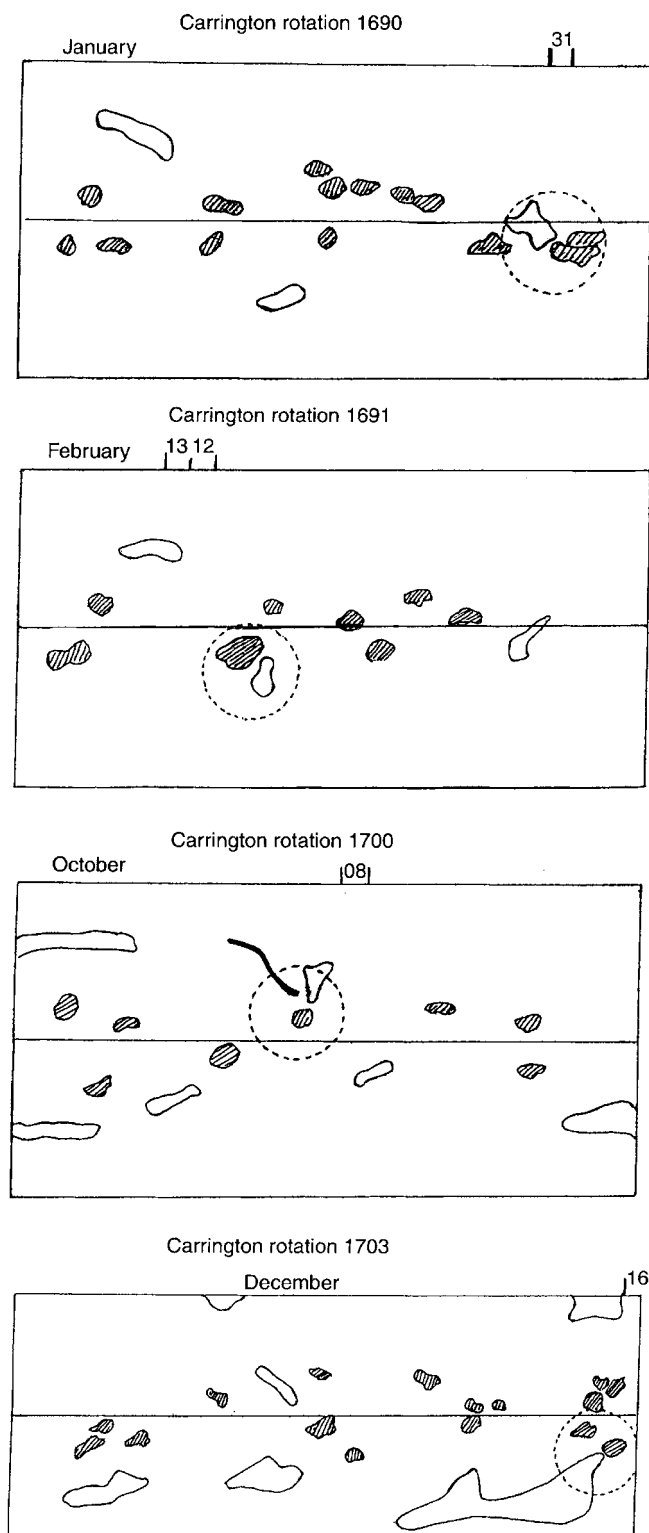 Carrington rotation 1690
January 31
Carrington rotation 1691
February 13 12
Carrington rotation 1700
October 08
Carrington rotation 1703
December 16